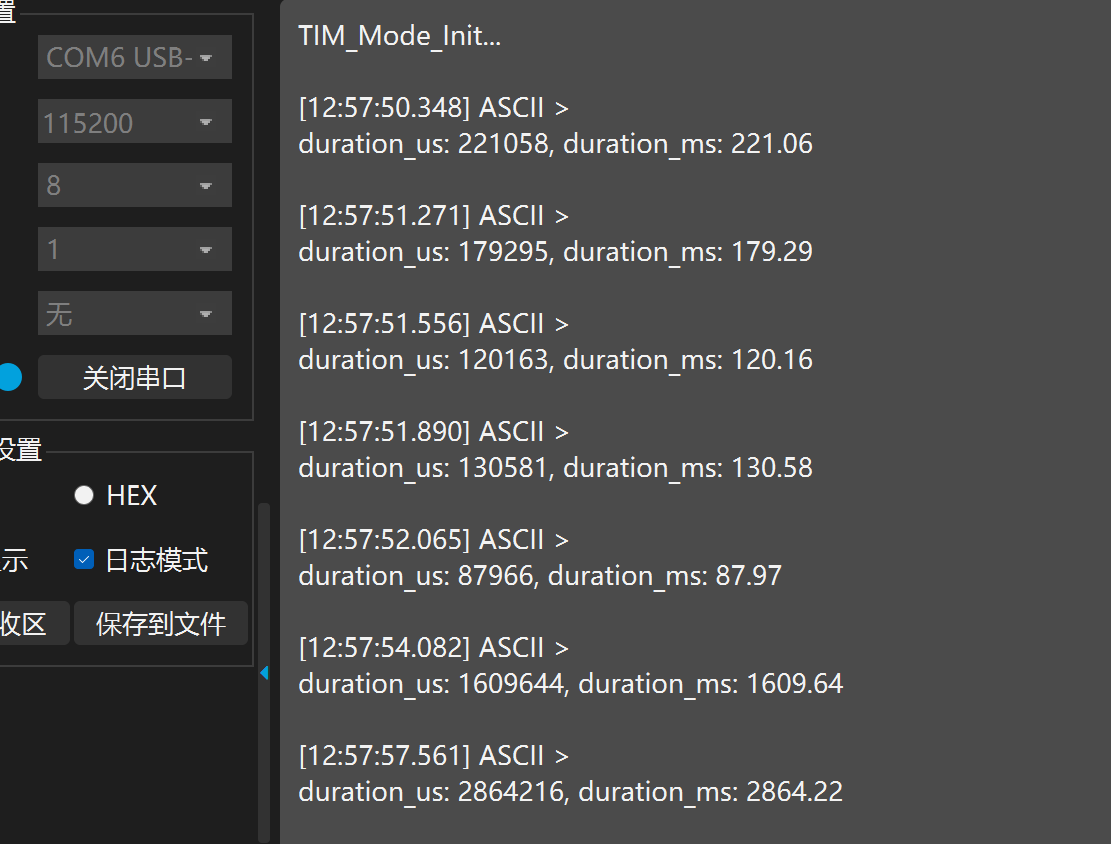 置
COM6 USB-
115200
8
1
无
关闭串口
设置
HEX
示
日志模式
收区
保存到文件
TIM_Mode_Init...
[12:57:50.348] ASCII >
duration_us: 221058, duration_ms: 221.06
[12:57:51.271] ASCII >
duration_us: 179295, duration_ms: 179.29
[12:57:51.556] ASCII >
duration_us: 120163, duration_ms: 120.16
[12:57:51.890] ASCII >
duration_us: 130581, duration_ms: 130.58
[12:57:52.065] ASCII >
duration_us: 87966, duration_ms: 87.97
[12:57:54.082] ASCII >
duration_us: 1609644, duration_ms: 1609.64
[12:57:57.561] ASCII >
duration_us: 2864216, duration_ms: 2864.22